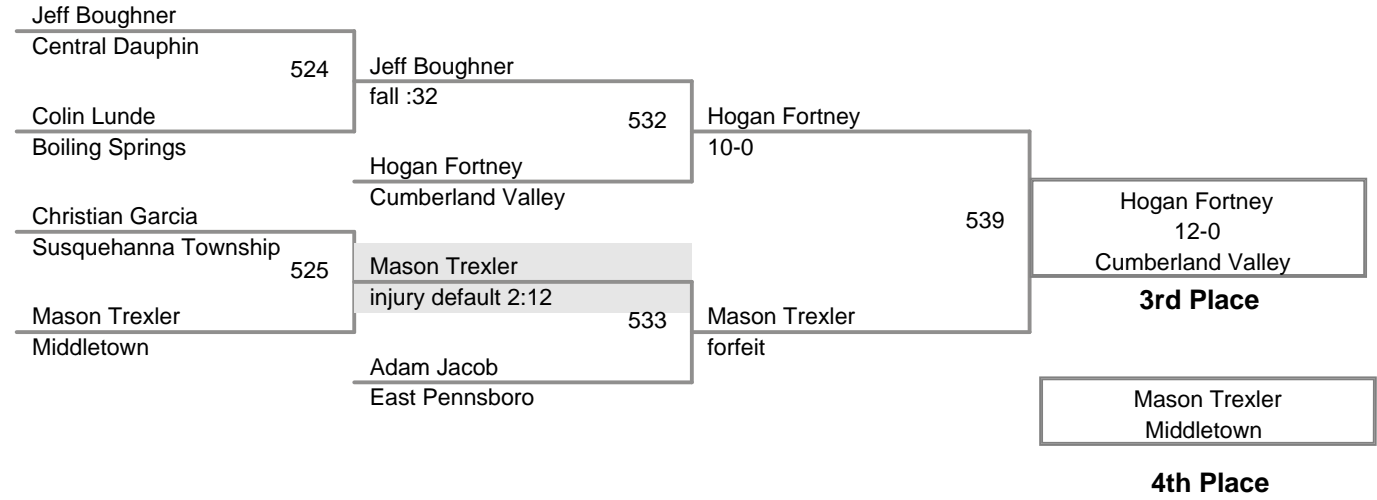 Jeff Boughner
Central Dauphin
524
Colin Lunde
Boiling Springs
Christian Garcia
Susquehanna Township
525
Mason Trexler
Middletown
Jeff Boughner
fall :32
532
Hogan Fortney
Cumberland Valley
Mason Trexler
injury default 2:12
533
Adam Jacob
East Pennsboro
Hogan Fortney
10-0
539
Mason Trexler
forfeit
Hogan Fortney
12-0
Cumberland Valley
3rd Place
Mason Trexler
Middletown
4th Place